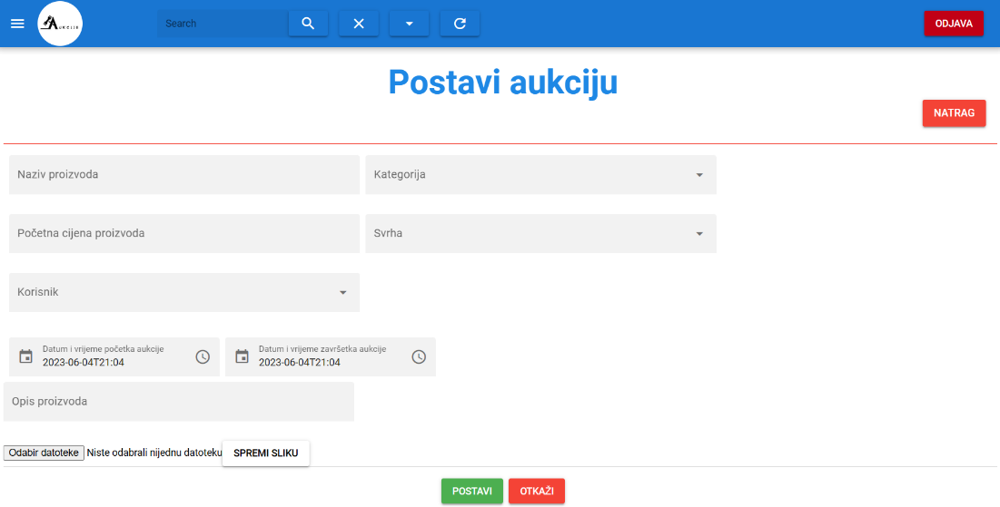 Aukcije
Search
ODJAVA
Postavi aukciju
NATRAG
Naziv proizvoda
Kategorija
Početna cijena proizvoda
Svrha
Korisnik
Datum i vrijeme početka aukcije
2023-06-04T21:04
Datum i vrijeme završetka aukcije
2023-06-04T21:04
Opis proizvoda
Odabir datoteke Niste odabrali nijednu datoteku SPREMI SLIKU
POSTAVI OTKAŽI